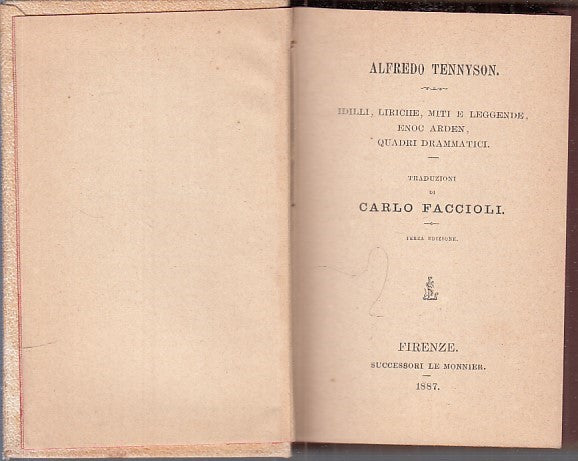 ALFREDO TENNYSON.
IDILLI, LIRICHE, MITI E LEGGENDE,
ENOC ARDEN,
QUADRI DRAMMATICI.
TRADUZIONI
DI
CARLO FACCIOLI.
TERZA EDIZIONE.
FIRENZE.
SUCCESSORI LE MONNIER.
1887.